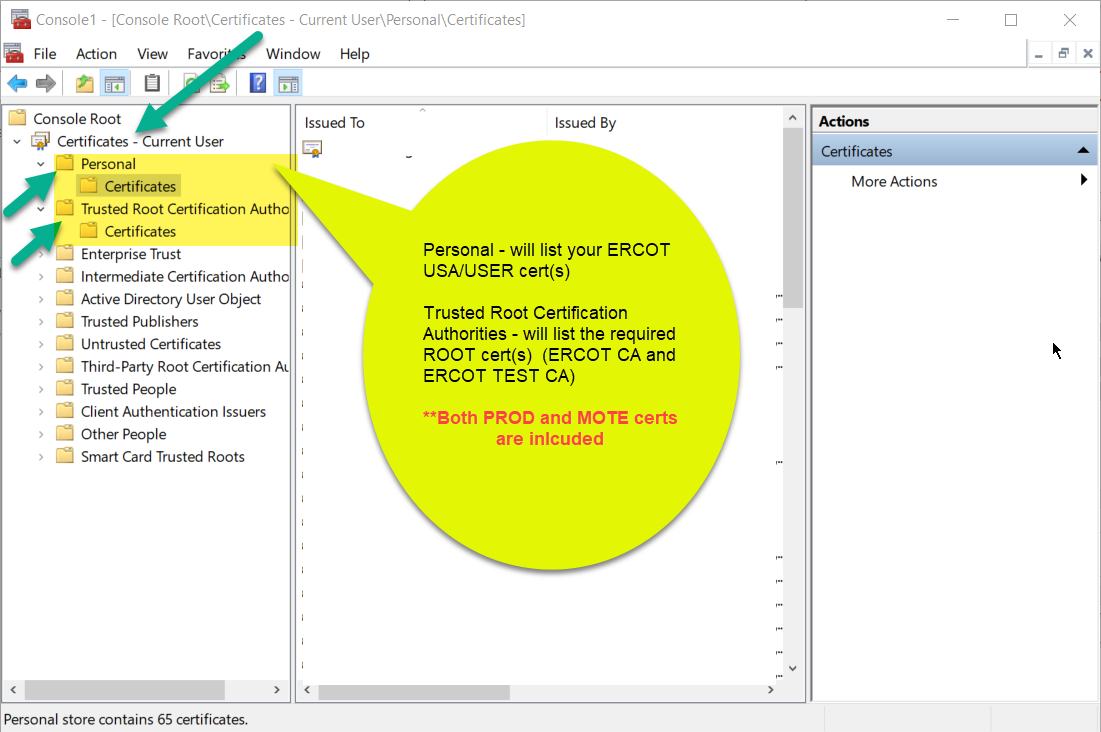 Console1 - [Console Root\Certificates - Current User\Personal\Certificates]
File Action View Favorites Window Help
Console Root
Certificates - Current User
Personal
Certificates
Trusted Root Certification Autho
Certificates
Enterprise Trust
Intermediate Certification Autho
Active Directory User Object
Trusted Publishers
Untrusted Certificates
Third-Party Root Certification Au
Trusted People
Client Authentication Issuers
Other People
Smart Card Trusted Roots
Issued To Issued By
Personal - will list your ERCOT
USA/USER cert(s)
Trusted Root Certification
Authorities - will list the required
ROOT cert(s) (ERCOT CA and
ERCOT TEST CA)
**Both PROD and MOTE certs
are inlcuded
Actions
Certificates
More Actions
Personal store contains 65 certificates.